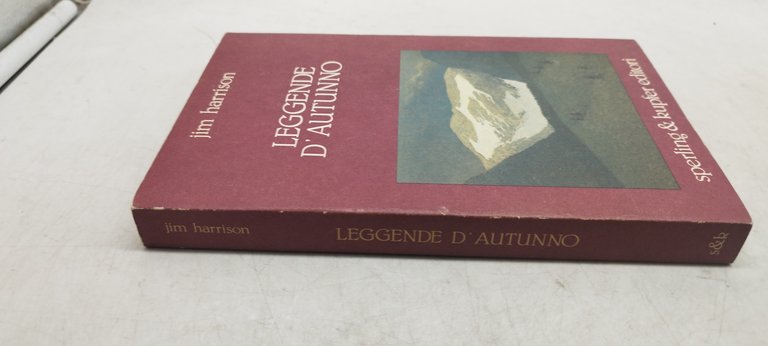 jim harrison
LEGGENDE
D'AUTUNNO
sperling & kupfer editori
jim harrison
LEGGENDE D'AUTUNNO
s&k